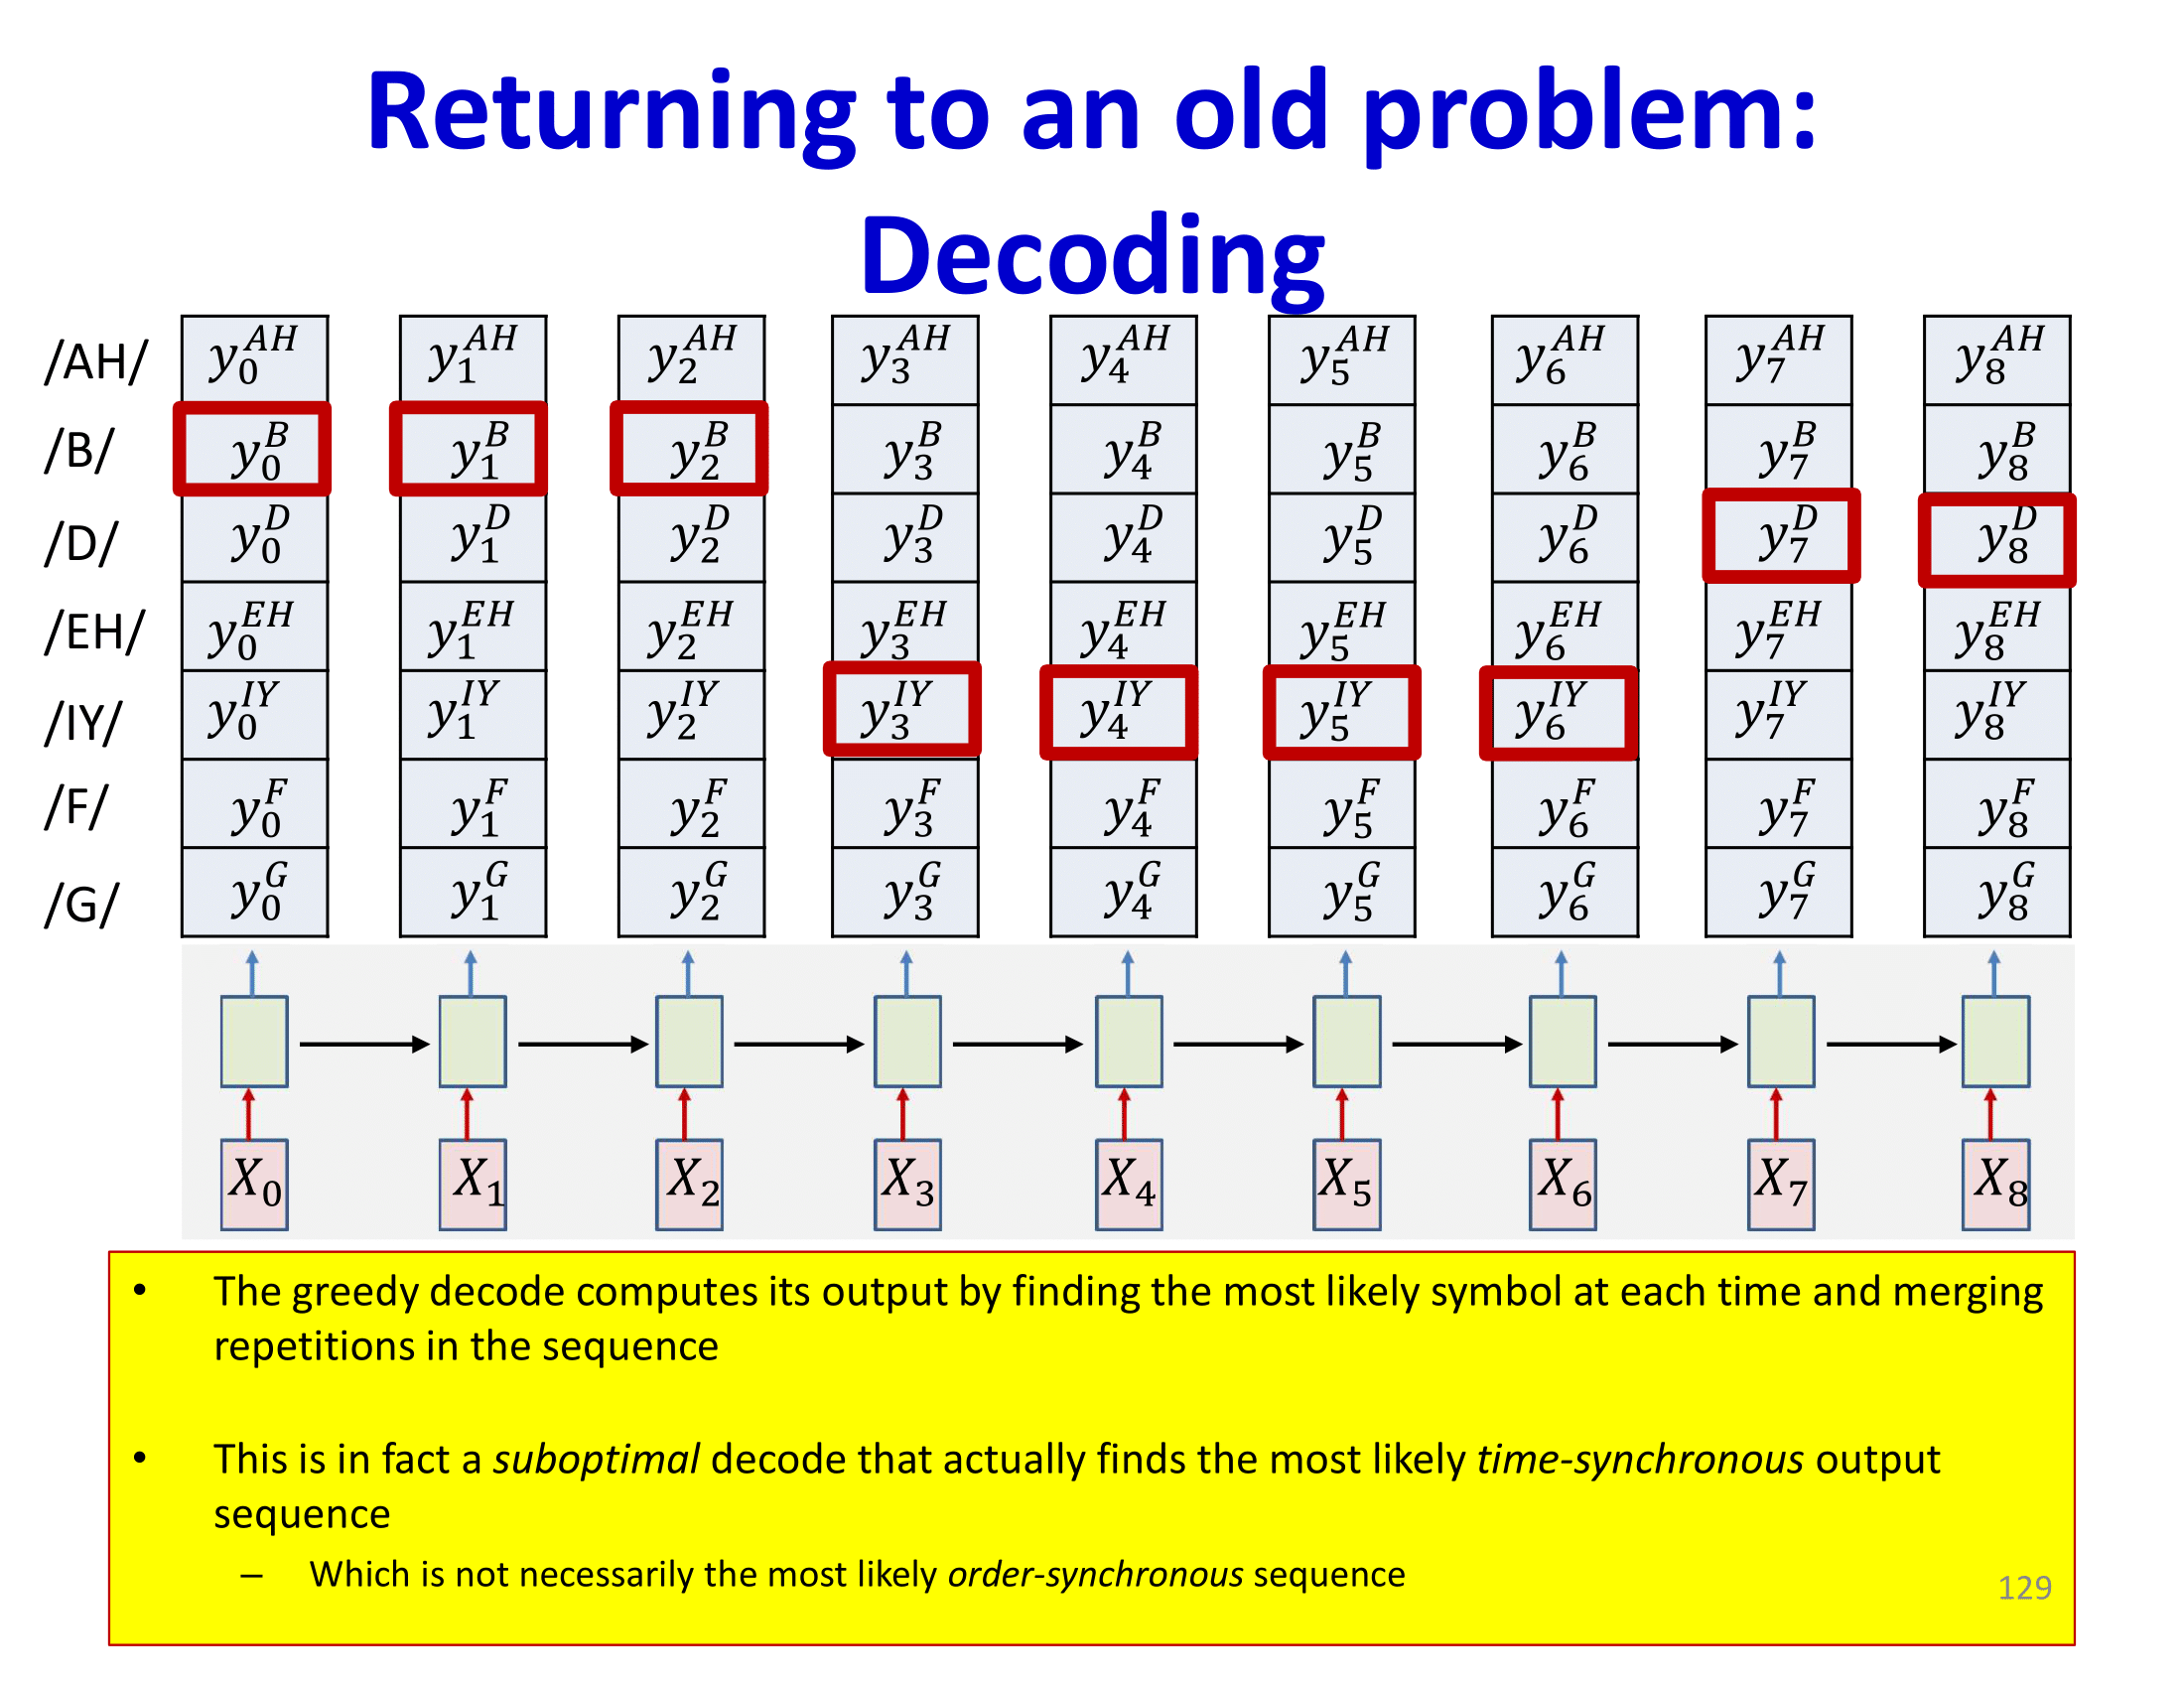 Returning to an old problem:
Decoding
/AH/ y_0^{AH} y_1^{AH} y_2^{AH} y_3^{AH} y_4^{AH} y_5^{AH} y_6^{AH} y_7^{AH} y_8^{AH}
/B/ y_0^B y_1^B y_2^B y_3^B y_4^B y_5^B y_6^B y_7^B y_8^B
/D/ y_0^D y_1^D y_2^D y_3^D y_4^D y_5^D y_6^D y_7^D y_8^D
/EH/ y_0^{EH} y_1^{EH} y_2^{EH} y_3^{EH} y_4^{EH} y_5^{EH} y_6^{EH} y_7^{EH} y_8^{EH}
/IY/ y_0^{IY} y_1^{IY} y_2^{IY} y_3^{IY} y_4^{IY} y_5^{IY} y_6^{IY} y_7^{IY} y_8^{IY}
/F/ y_0^F y_1^F y_2^F y_3^F y_4^F y_5^F y_6^F y_7^F y_8^F
/G/ y_0^G y_1^G y_2^G y_3^G y_4^G y_5^G y_6^G y_7^G y_8^G
X_0 X_1 X_2 X_3 X_4 X_5 X_6 X_7 X_8
• The greedy decode computes its output by finding the most likely symbol at each time and merging
repetitions in the sequence
• This is in fact a suboptimal decode that actually finds the most likely time-synchronous output
sequence
– Which is not necessarily the most likely order-synchronous sequence
129